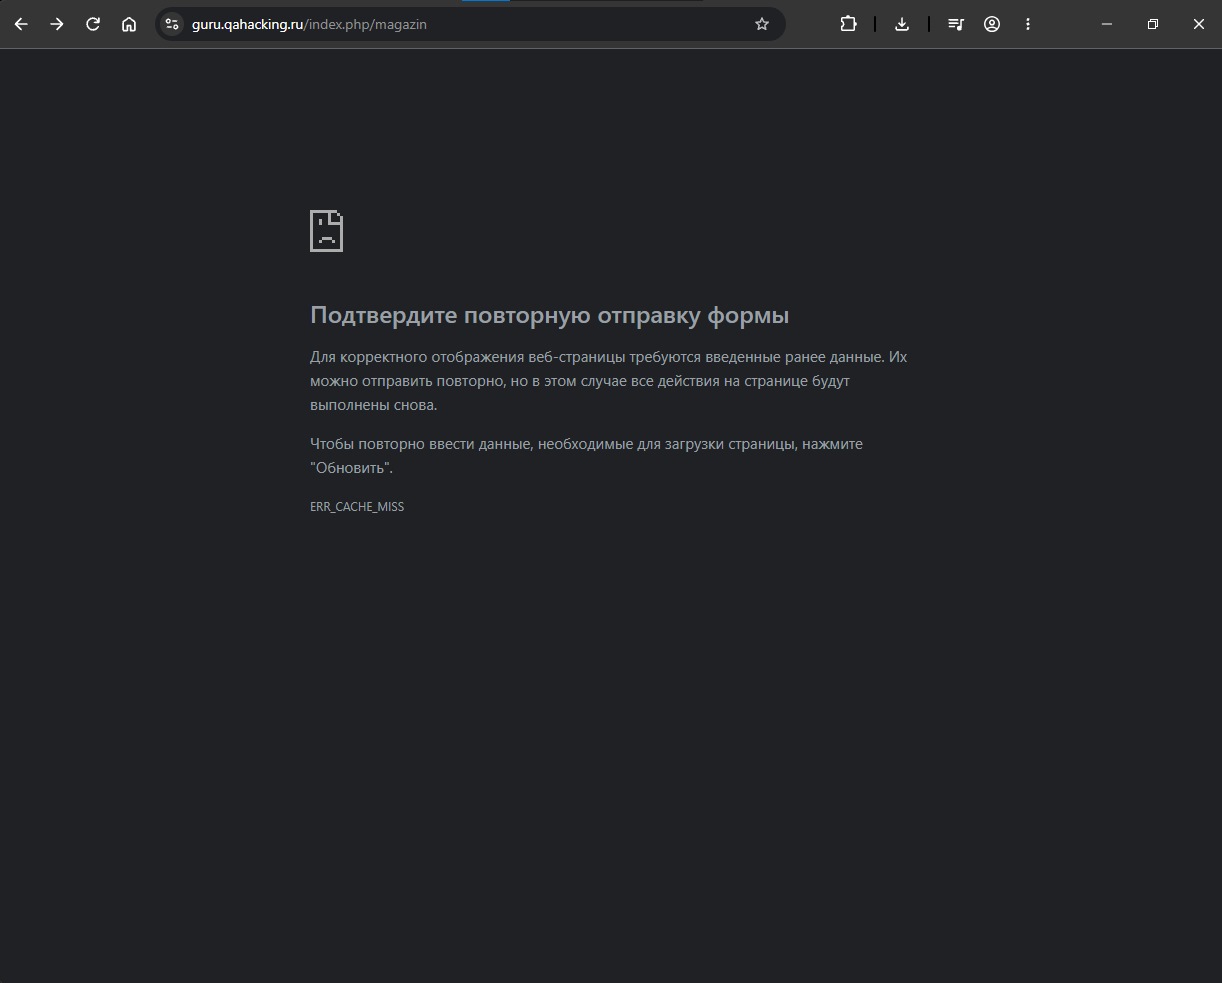 guru.qahacking.ru/index.php/magazin
Подтвердите повторную отправку формы
Для корректного отображения веб-страницы требуются введенные ранее данные. Их
можно отправить повторно, но в этом случае все действия на странице будут
выполнены снова.
Чтобы повторно ввести данные, необходимые для загрузки страницы, нажмите
"Обновить".
ERR_CACHE_MISS